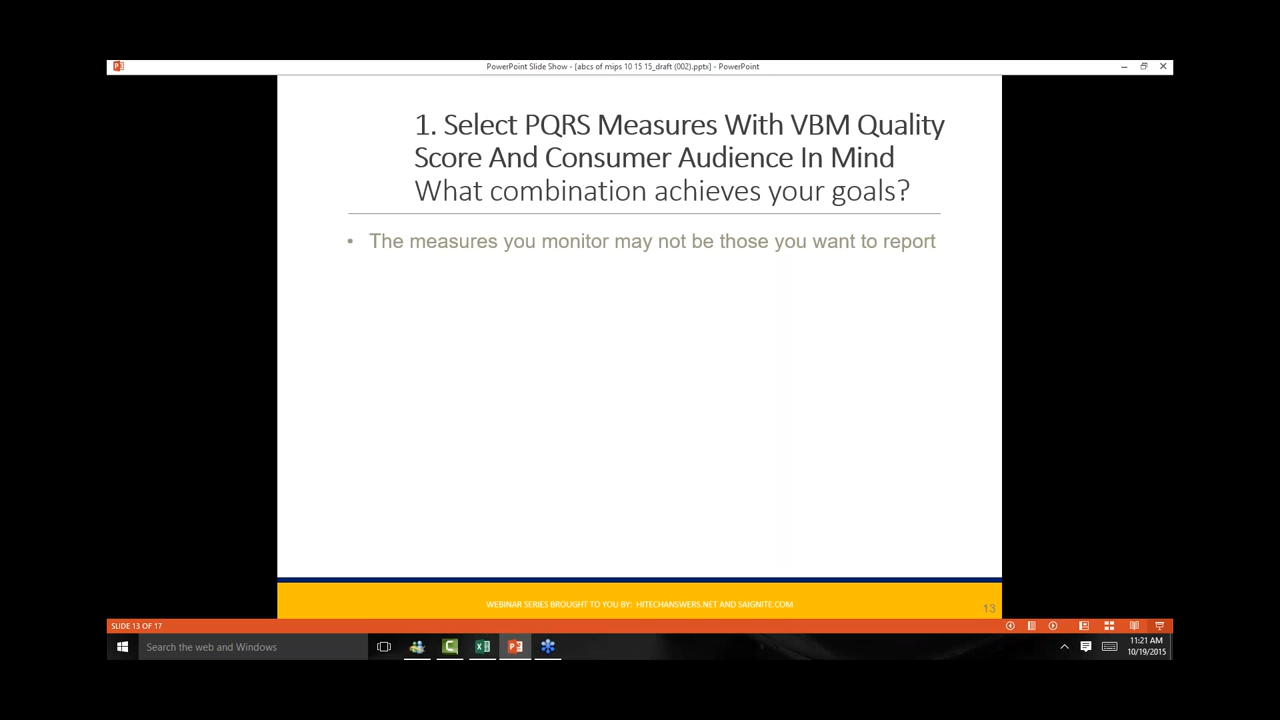 PowerPoint Slide Show - [abcs of mips 10 15 15_draft (002).pptx] - PowerPoint
1. Select PQRS Measures With VBM Quality
Score And Consumer Audience In Mind
What combination achieves your goals?
• The measures you monitor may not be those you want to report
WEBINAR SERIES BROUGHT TO YOU BY: HITECHANSWERS.NET AND SAIGNITE.COM
13
SLIDE 13 OF 17
Search the web and Windows
11:21 AM
10/19/2015